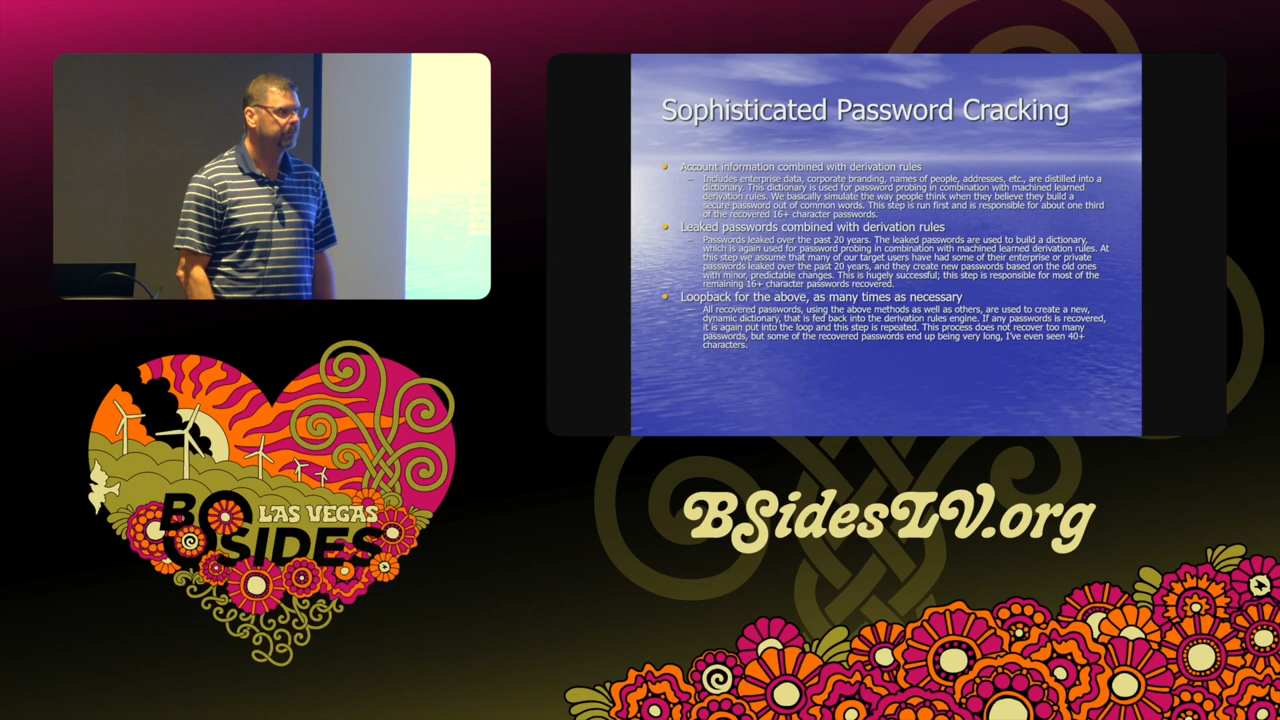 Sophisticated Password Cracking
Account information combined with derivation rules
– Includes enterprise data, corporate branding, names of people, addresses, etc., are distilled into a
dictionary. This dictionary is used for password probing in combination with machined learned
derivation rules. We basically simulate the way people think when they believe they build a
secure password out of common words. This step is run first and is responsible for about one third
of the recovered 16+ character passwords.
Leaked passwords combined with derivation rules
– Passwords leaked over the past 20 years. The leaked passwords are used to build a dictionary,
which is again used for password probing in combination with machined learned derivation rules. At
this step we assume that many of our target users have had some of their enterprise or private
passwords leaked over the past 20 years, and they create new passwords based on the old ones
with minor, predictable changes. This is hugely successful; this step is responsible for most of the
remaining 16+ character passwords recovered.
Loopback for the above, as many times as necessary
– All recovered passwords, using the above methods as well as others, are used to create a new,
dynamic dictionary, that is fed back into the derivation rules engine. If any passwords is recovered,
it is again put into the loop and this step is repeated. This process does not recover too many
passwords, but some of the recovered passwords end up being very long, I've even seen 40+
characters.
LAS VEGAS
BSIDES
BSidesLV.org